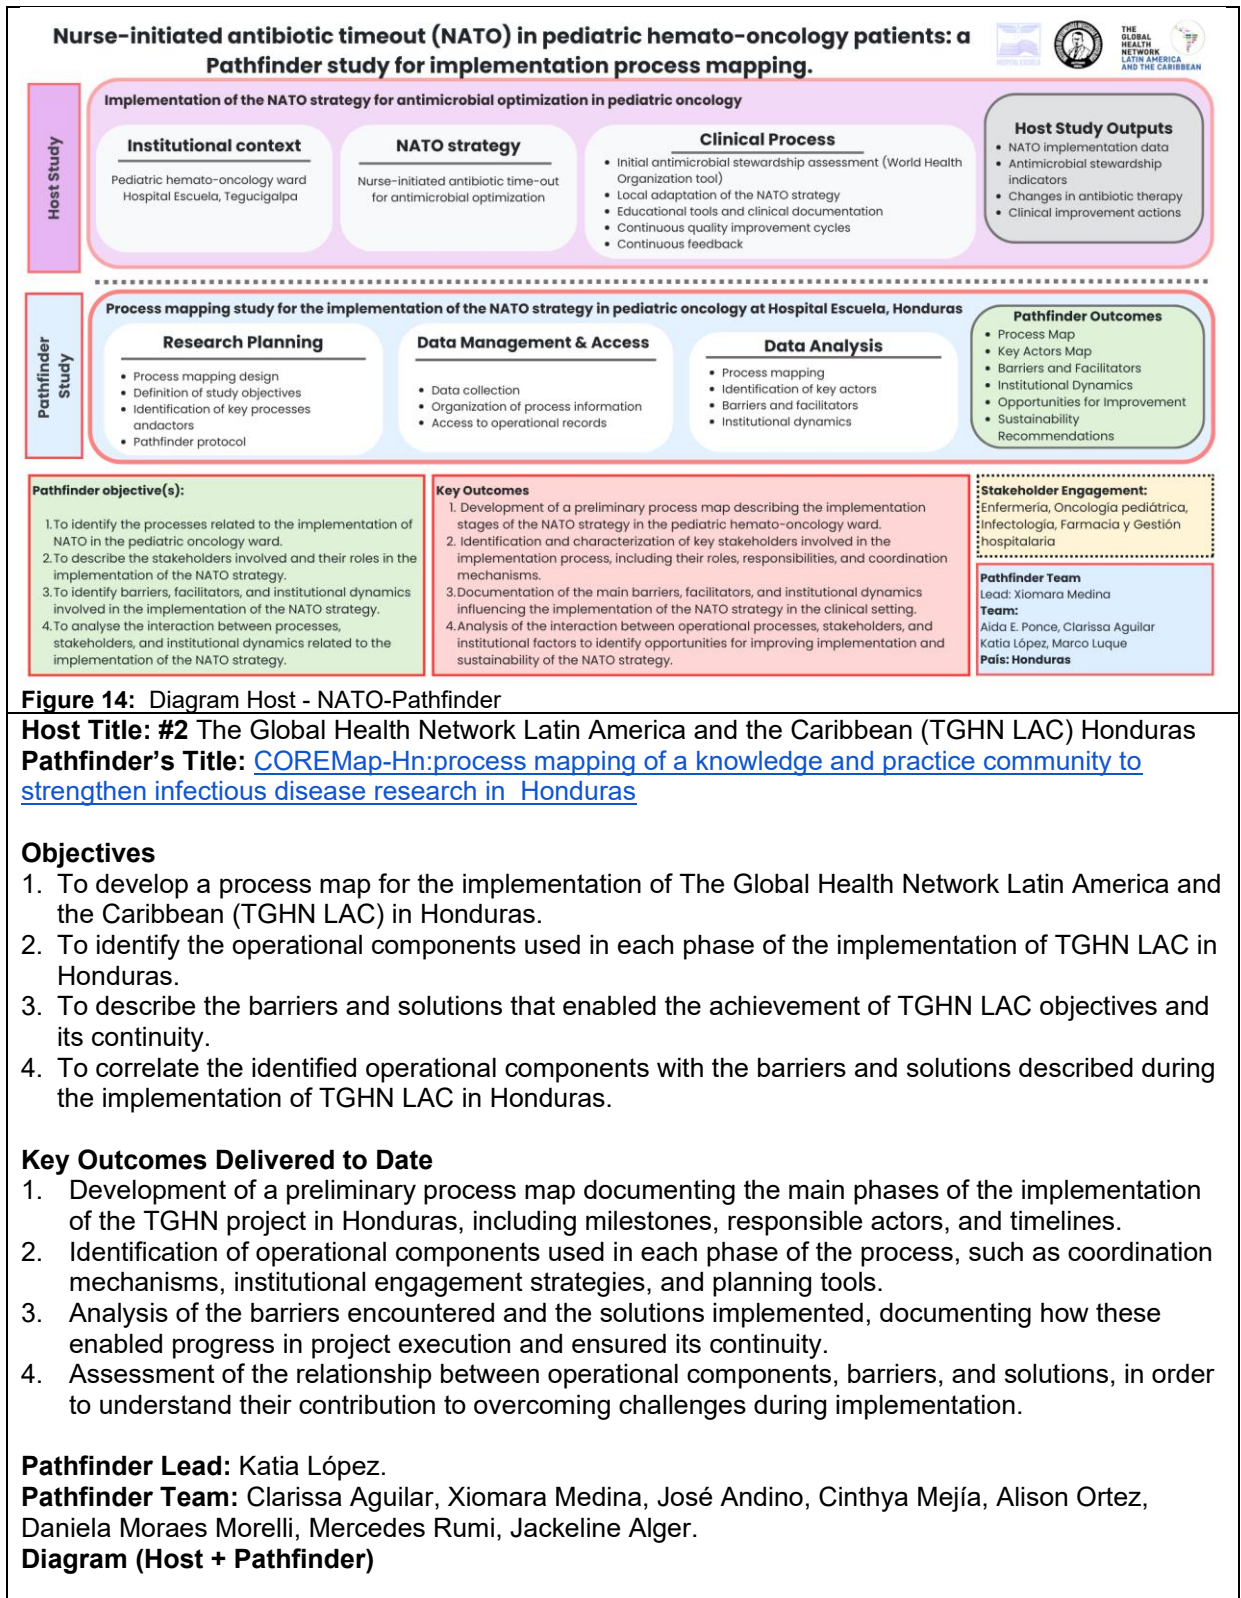 Nurse-initiated antibiotic timeout (NATO) in pediatric hemato-oncology patients: a
Pathfinder study for implementation process mapping.
HOSPITAL ESCUELA
THE
GLOBAL
HEALTH
NETWORK
LATIN AMERICA
AND THE CARIBBEAN
Host Study
Implementation of the NATO strategy for antimicrobial optimization in pediatric oncology
Institutional context
Pediatric hemato-oncology ward
Hospital Escuela, Tegucigalpa
NATO strategy
Nurse-initiated antibiotic time-out
for antimicrobial optimization
Clinical Process
• Initial antimicrobial stewardship assessment (World Health
Organization tool)
• Local adaptation of the NATO strategy
• Educational tools and clinical documentation
• Continuous quality improvement cycles
• Continuous feedback
Host Study Outputs
• NATO implementation data
• Antimicrobial stewardship
indicators
• Changes in antibiotic therapy
• Clinical improvement actions
Pathfinder
Study
Process mapping study for the implementation of the NATO strategy in pediatric oncology at Hospital Escuela, Honduras
Research Planning
• Process mapping design
• Definition of study objectives
• Identification of key processes
andactors
• Pathfinder protocol
Data Management & Access
• Data collection
• Organization of process information
• Access to operational records
Data Analysis
• Process mapping
• Identification of key actors
• Barriers and facilitators
• Institutional dynamics
Pathfinder Outcomes
• Process Map
• Key Actors Map
• Barriers and Facilitators
• Institutional Dynamics
• Opportunities for Improvement
• Sustainability
Recommendations
Pathfinder objective(s):
1.To identify the processes related to the implementation of
NATO in the pediatric oncology ward.
2.To describe the stakeholders involved and their roles in the
implementation of the NATO strategy.
3.To identify barriers, facilitators, and institutional dynamics
involved in the implementation of the NATO strategy.
4.To analyse the interaction between processes,
stakeholders, and institutional dynamics related to the
implementation of the NATO strategy.
Key Outcomes
1. Development of a preliminary process map describing the implementation
stages of the NATO strategy in the pediatric hemato-oncology ward.
2. Identification and characterization of key stakeholders involved in the
implementation process, including their roles, responsibilities, and coordination
mechanisms.
3.Documentation of the main barriers, facilitators, and institutional dynamics
influencing the implementation of the NATO strategy in the clinical setting.
4.Analysis of the interaction between operational processes, stakeholders, and
institutional factors to identify opportunities for improving implementation and
sustainability of the NATO strategy.
Stakeholder Engagement:
Enfermería, Oncología pediátrica,
Infectología, Farmacia y Gestión
hospitalaria
Pathfinder Team
Lead: Xiomara Medina
Team:
Aida E. Ponce, Clarissa Aguilar
Katia López, Marco Luque
País: Honduras
Figure 14: Diagram Host - NATO-Pathfinder
Host Title: #2 The Global Health Network Latin America and the Caribbean (TGHN LAC) Honduras
Pathfinder's Title: COREMap-Hn:process mapping of a knowledge and practice community to
strengthen infectious disease research in Honduras
Objectives
1. To develop a process map for the implementation of The Global Health Network Latin America and
the Caribbean (TGHN LAC) in Honduras.
2. To identify the operational components used in each phase of the implementation of TGHN LAC in
Honduras.
3. To describe the barriers and solutions that enabled the achievement of TGHN LAC objectives and
its continuity.
4. To correlate the identified operational components with the barriers and solutions described during
the implementation of TGHN LAC in Honduras.
Key Outcomes Delivered to Date
1. Development of a preliminary process map documenting the main phases of the implementation
of the TGHN project in Honduras, including milestones, responsible actors, and timelines.
2. Identification of operational components used in each phase of the process, such as coordination
mechanisms, institutional engagement strategies, and planning tools.
3. Analysis of the barriers encountered and the solutions implemented, documenting how these
enabled progress in project execution and ensured its continuity.
4. Assessment of the relationship between operational components, barriers, and solutions, in order
to understand their contribution to overcoming challenges during implementation.
Pathfinder Lead: Katia López.
Pathfinder Team: Clarissa Aguilar, Xiomara Medina, José Andino, Cinthya Mejía, Alison Ortez,
Daniela Moraes Morelli, Mercedes Rumi, Jackeline Alger.
Diagram (Host + Pathfinder)